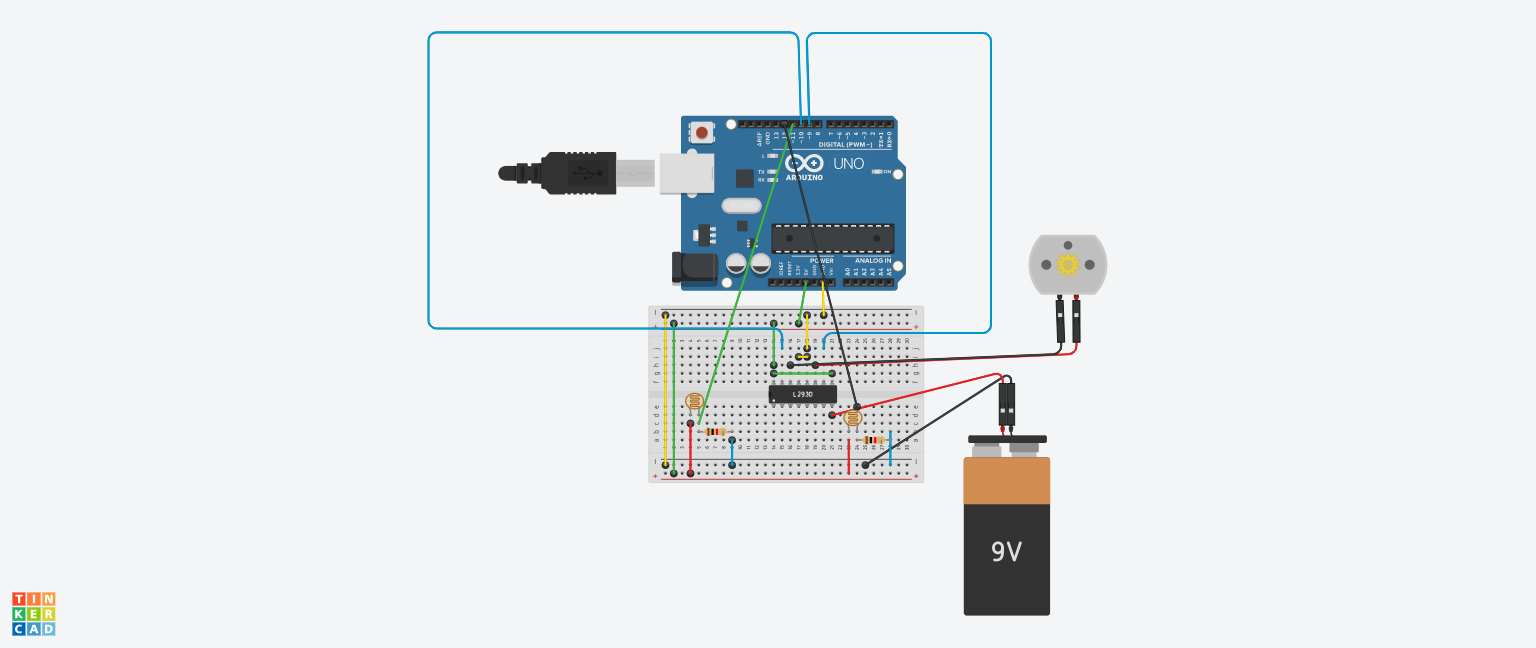 AREF
GND
13
12
~11
~10
~9
8
7
~6
~5
4
~3
2
TX→1
RX←0
DIGITAL (PWM~)
L
TX
RX
ARDUINO
UNO
ON
POWER
ANALOG IN
IOREF
RESET
3.3V
5V
GND
Vin
A0
A1
A2
A3
A4
A5
L293D
9V
TIN
KER
CAD